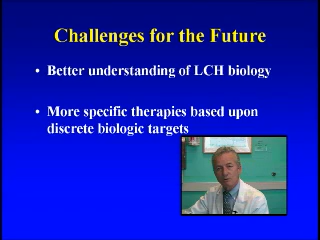 Challenges for the Future
• Better understanding of LCH biology
• More specific therapies based upon
discrete biologic targets